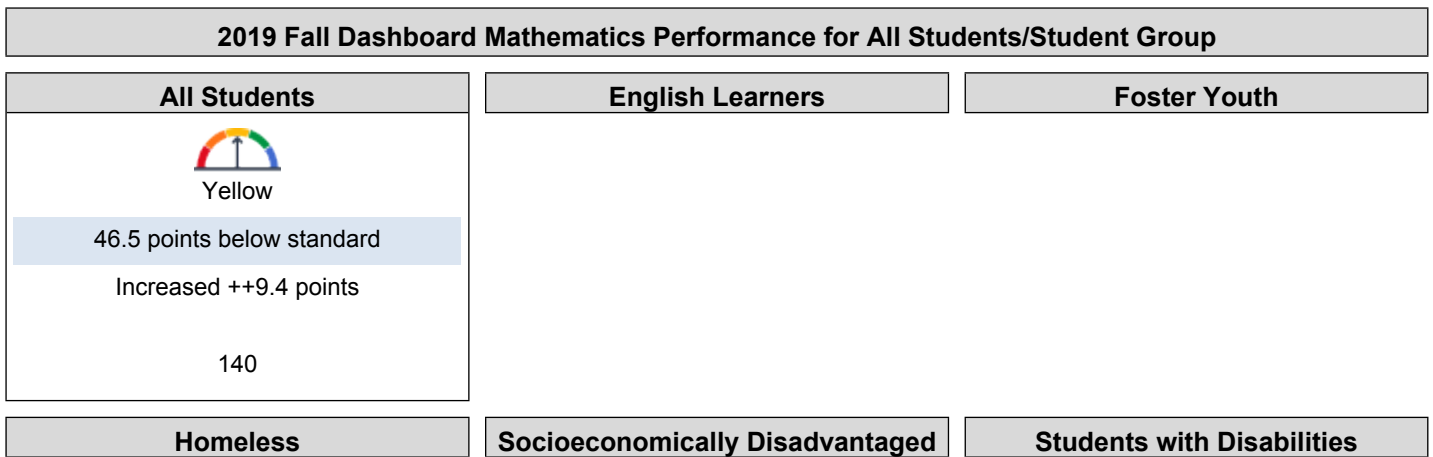 2019 Fall Dashboard Mathematics Performance for All Students/Student Group
All Students
English Learners
Foster Youth
Yellow
46.5 points below standard
Increased ++9.4 points
140
Homeless
Socioeconomically Disadvantaged
Students with Disabilities